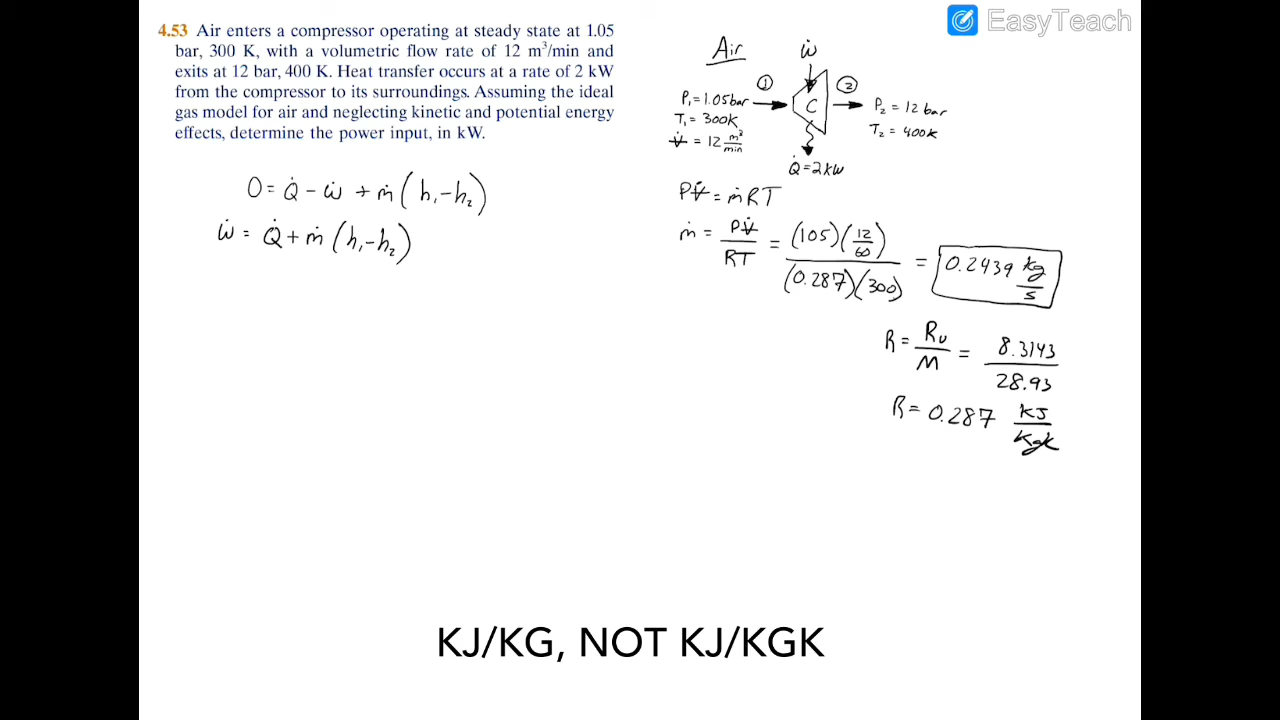 EasyTeach
4.53 Air enters a compressor operating at steady state at 1.05
bar, 300 K, with a volumetric flow rate of 12 m³/min and
exits at 12 bar, 400 K. Heat transfer occurs at a rate of 2 kW
from the compressor to its surroundings. Assuming the ideal
gas model for air and neglecting kinetic and potential energy
effects, determine the power input, in kW.
0 = Q̇ − Ẇ + ṁ(h₁−h₂)
Ẇ = Q̇ + ṁ(h₁−h₂)
Air
Ẇ
① ②
C
P₁ = 1.05bar
T₁ = 300K
V̶̇ = 12 m³/min
P₂ = 12 bar
T₂ = 400K
Q̇ = 2 kW
PV̶̇ = ṁRT
ṁ = PV̶̇/RT = (105)(12/60)/(0.287)(300) = 0.2439 kg/s
R = Rᵤ/M = 8.3143/28.93
R = 0.287 KJ/KgK
KJ/KG, NOT KJ/KGK